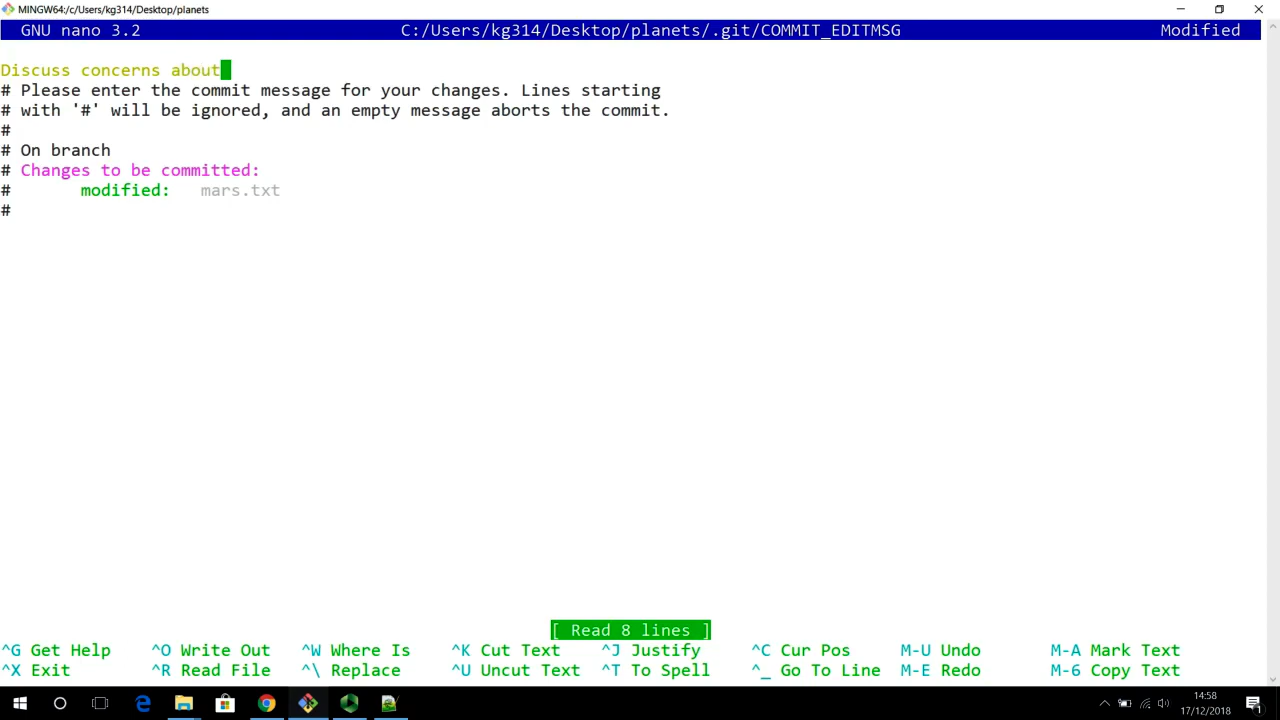 MINGW64:/c/Users/kg314/Desktop/planets
GNU nano 3.2 C:/Users/kg314/Desktop/planets/.git/COMMIT_EDITMSG Modified
Discuss concerns about
# Please enter the commit message for your changes. Lines starting
# with '#' will be ignored, and an empty message aborts the commit.
#
# On branch
# Changes to be committed:
# modified: mars.txt
#
[ Read 8 lines ]
^G Get Help ^O Write Out ^W Where Is ^K Cut Text ^J Justify ^C Cur Pos M-U Undo M-A Mark Text
^X Exit ^R Read File ^\ Replace ^U Uncut Text ^T To Spell ^_ Go To Line M-E Redo M-6 Copy Text
14:58
17/12/2018
1